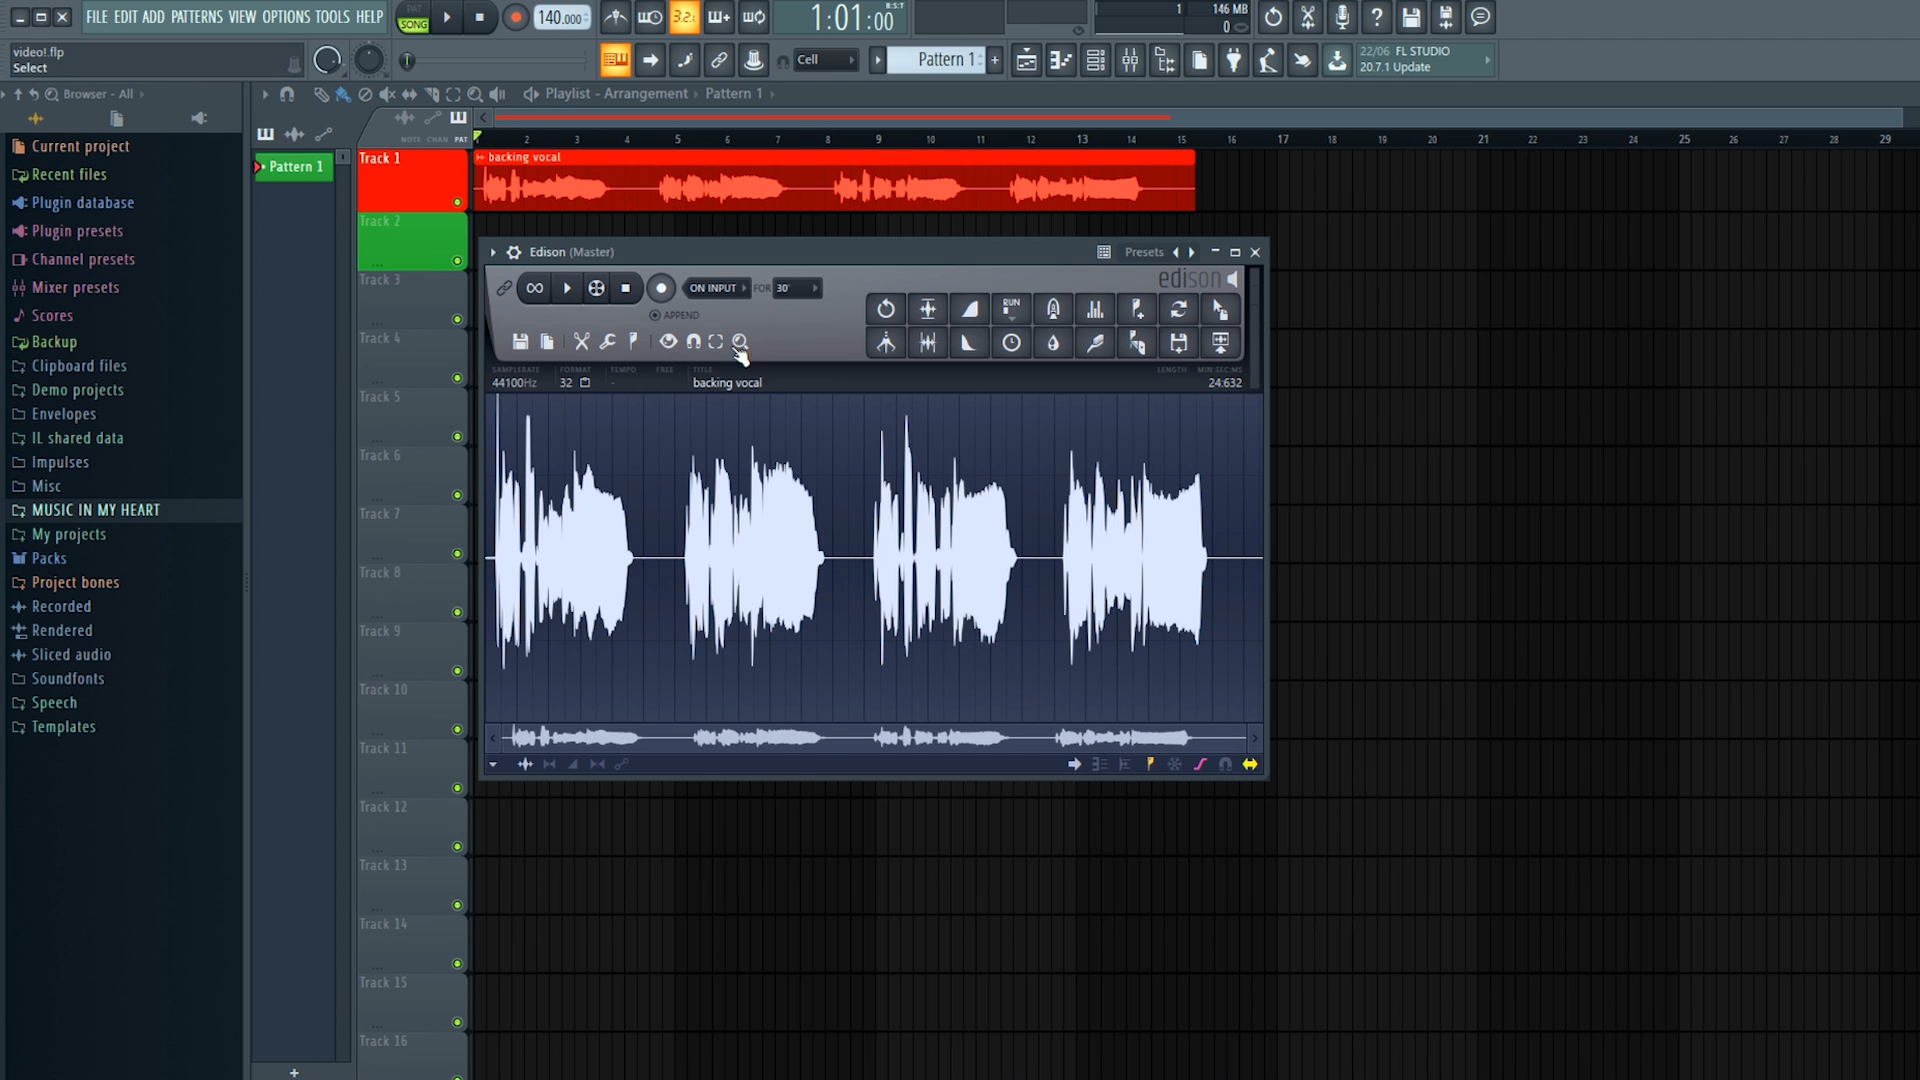 FILE EDIT ADD PATTERNS VIEW OPTIONS TOOLS HELP
PAT
SONG
140.000
3.2.
1:01:00
B:S:T
1
146 MB
0
video!.flp
Select
Cell
Pattern 1
+
22/06 FL STUDIO
20.7.1 Update
Browser - All
Playlist - Arrangement
Pattern 1
Current project
Recent files
Plugin database
Plugin presets
Channel presets
Mixer presets
Scores
Backup
Clipboard files
Demo projects
Envelopes
IL shared data
Impulses
Misc
MUSIC IN MY HEART
My projects
Packs
Project bones
Recorded
Rendered
Sliced audio
Soundfonts
Speech
Templates
Pattern 1
+
NOTE CHAN PAT
2 3 4 5 6 7 8 9 10 11 12 13 14 15 16 17 18 19 20 21 22 23 24 25 26 27 28 29
Track 1
Track 2
Track 3
Track 4
Track 5
Track 6
Track 7
Track 8
Track 9
Track 10
Track 11
Track 12
Track 13
Track 14
Track 15
Track 16
backing vocal
Edison (Master)
Presets
edison
ON INPUT
FOR
30'
APPEND
RUN
SAMPLERATE
44100Hz
FORMAT
32
TEMPO
-
FREE
TITLE
backing vocal
LENGTH
MIN:SEC:MS
24:632